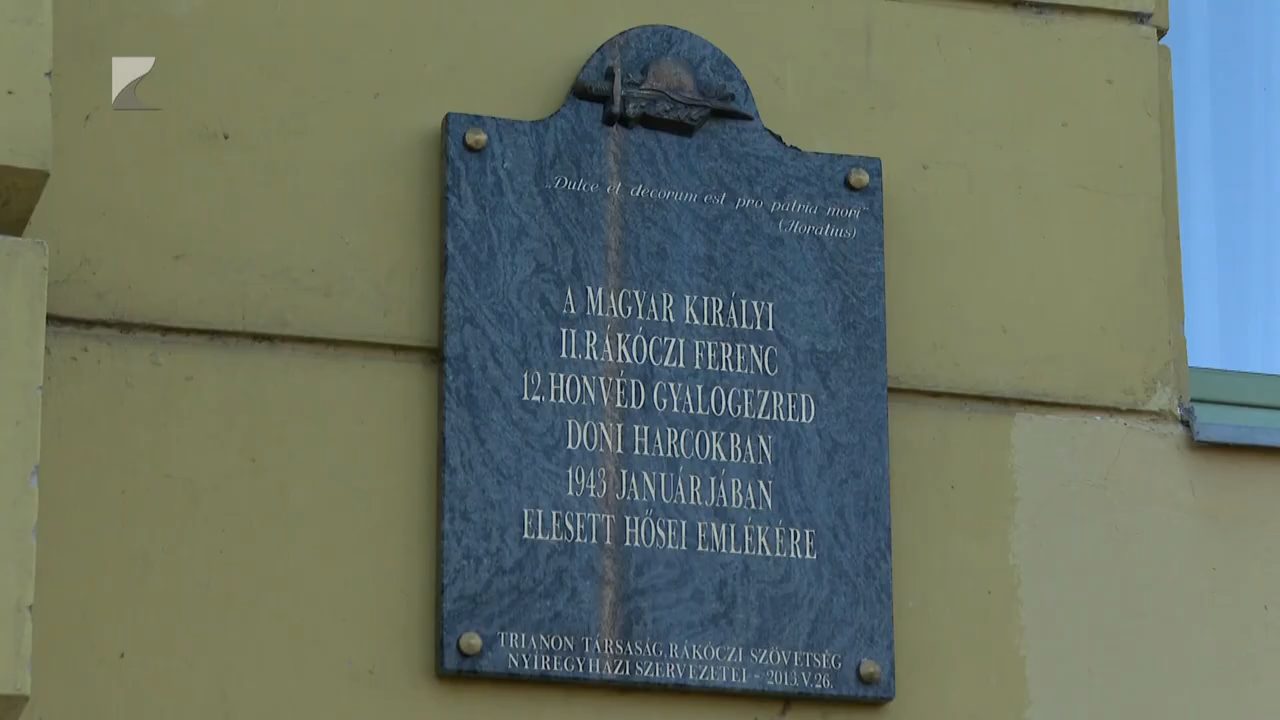 „Dulce et decorum est pro patria mori”
(Horatius)
A MAGYAR KIRÁLYI
II.RÁKÓCZI FERENC
12.HONVÉD GYALOGEZRED
DONI HARCOKBAN
1943 JANUÁRJÁBAN
ELESETT HŐSEI EMLÉKÉRE
TRIANON TÁRSASÁG, RÁKÓCZI SZÖVETSÉG
NYÍREGYHÁZI SZERVEZETEI - 2013.V.26.